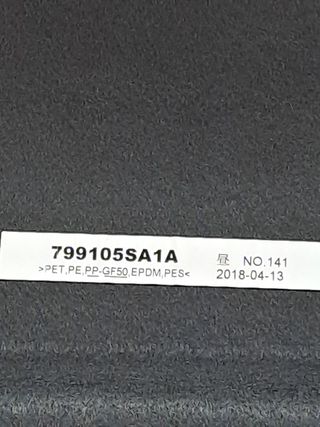 799105SA1A
>PET,PE,PP-GF50,EPDM,PES<
昼 NO.141
2018-04-13